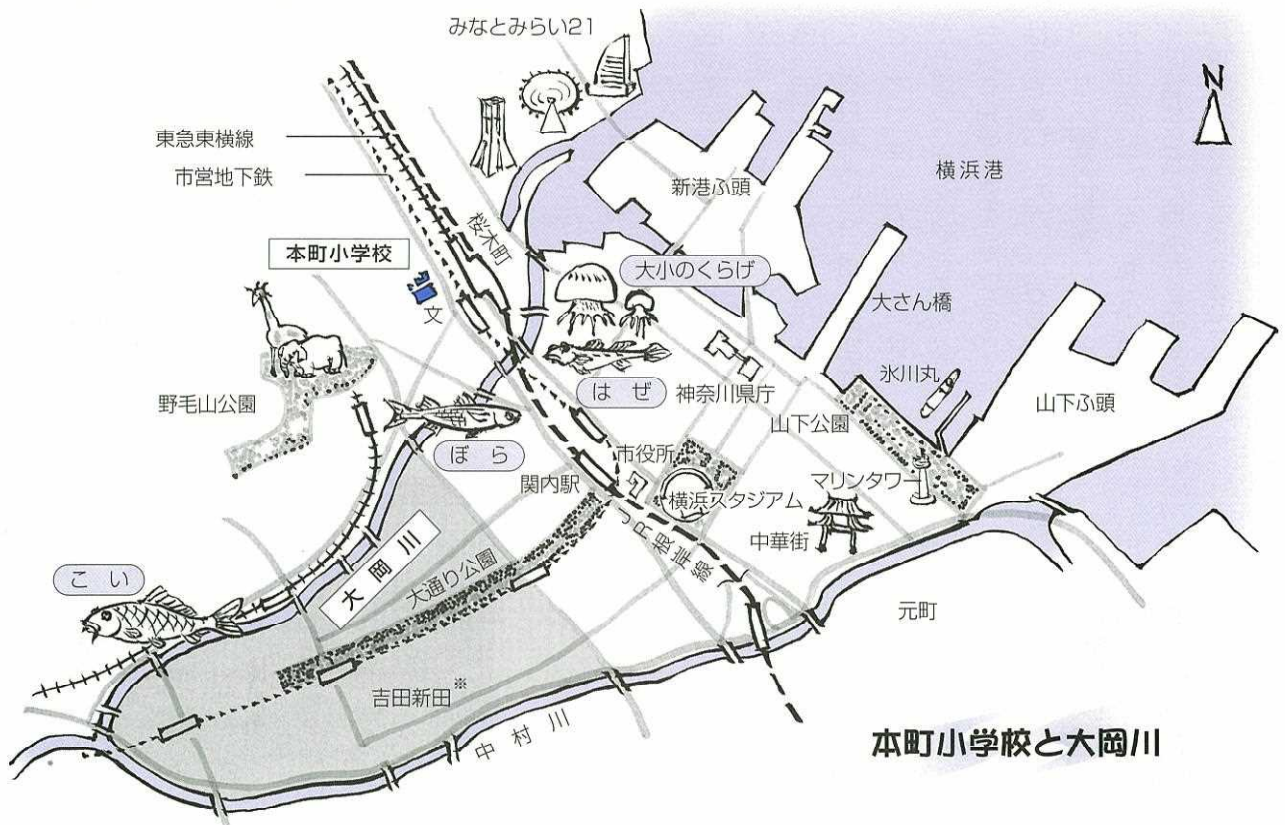 みなとみらい21
N
東急東横線
市営地下鉄
横浜港
新港ふ頭
桜木町
本町小学校
大小のくらげ
文
大さん橋
氷川丸
はぜ
神奈川県庁
山下ふ頭
野毛山公園
山下公園
ぼら
市役所
関内駅
横浜スタジアム
マリンタワー
中華街
JR根岸線
大岡川
大通り公園
こい
元町
吉田新田※
中村川
本町小学校と大岡川